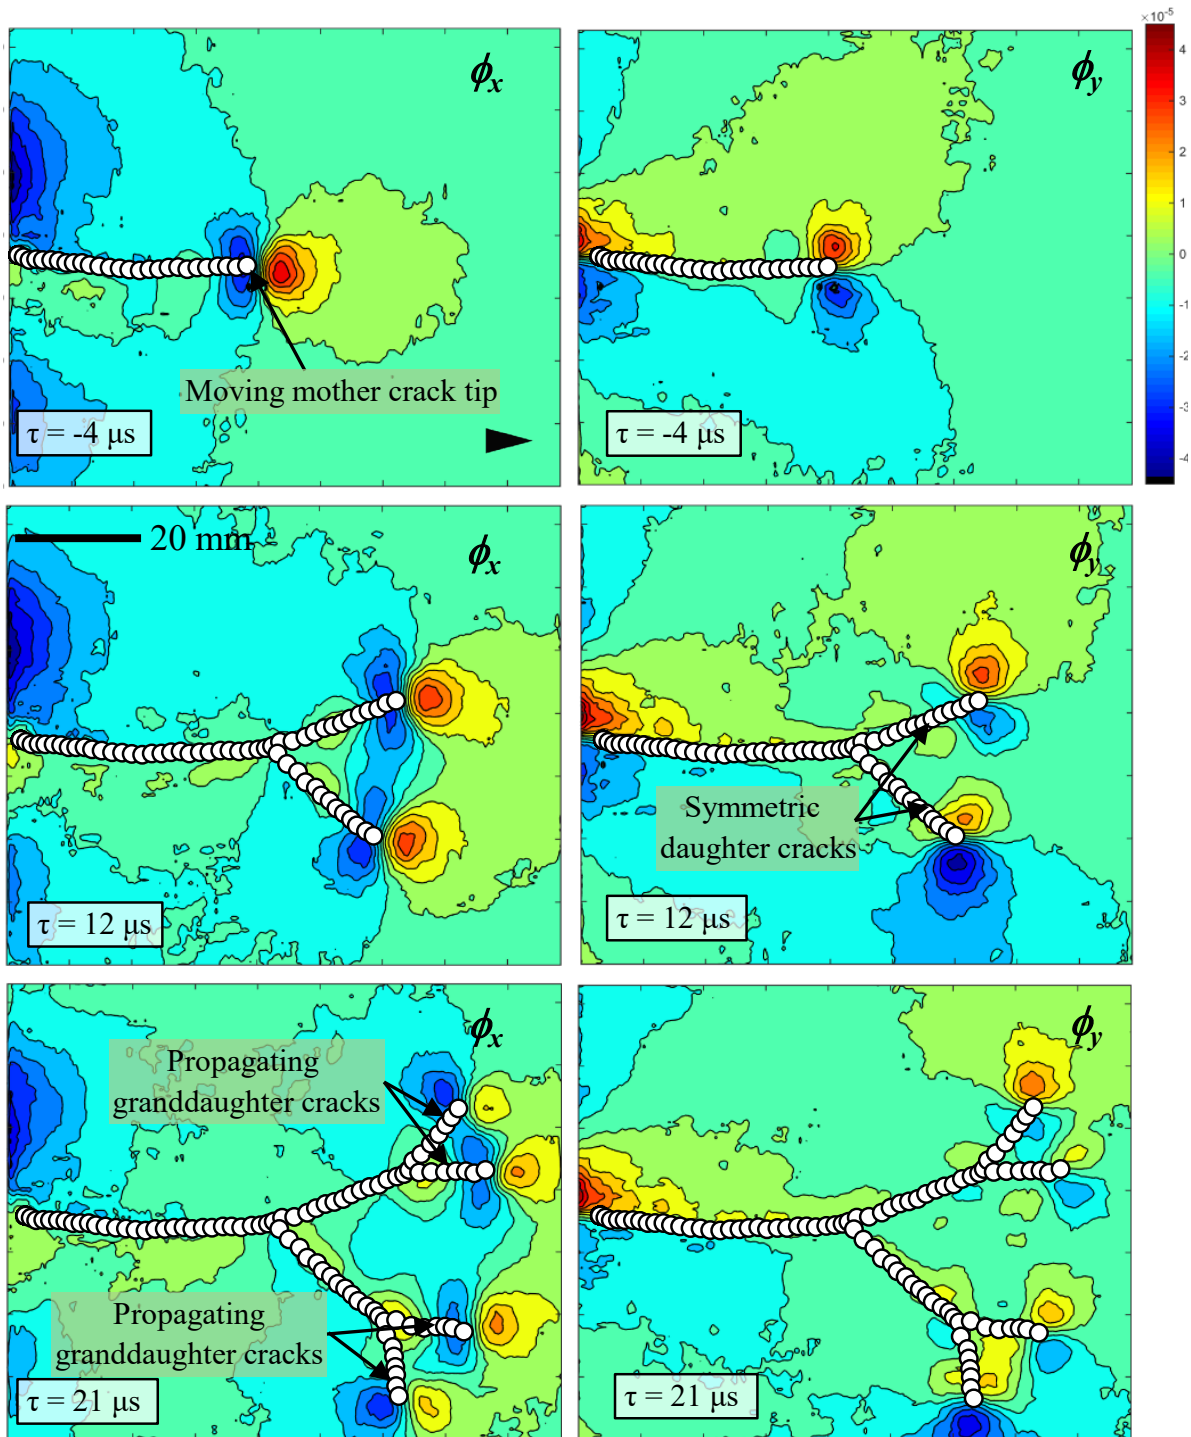 ×10⁻⁵
ϕx
ϕy
4
3
2
1
0
-1
-2
-3
-4
Moving mother crack tip
τ = -4 μs
τ = -4 μs
20 mm
ϕx
ϕy
Symmetric
daughter cracks
τ = 12 μs
τ = 12 μs
ϕx
ϕy
Propagating
granddaughter cracks
Propagating
granddaughter cracks
τ = 21 μs
τ = 21 μs